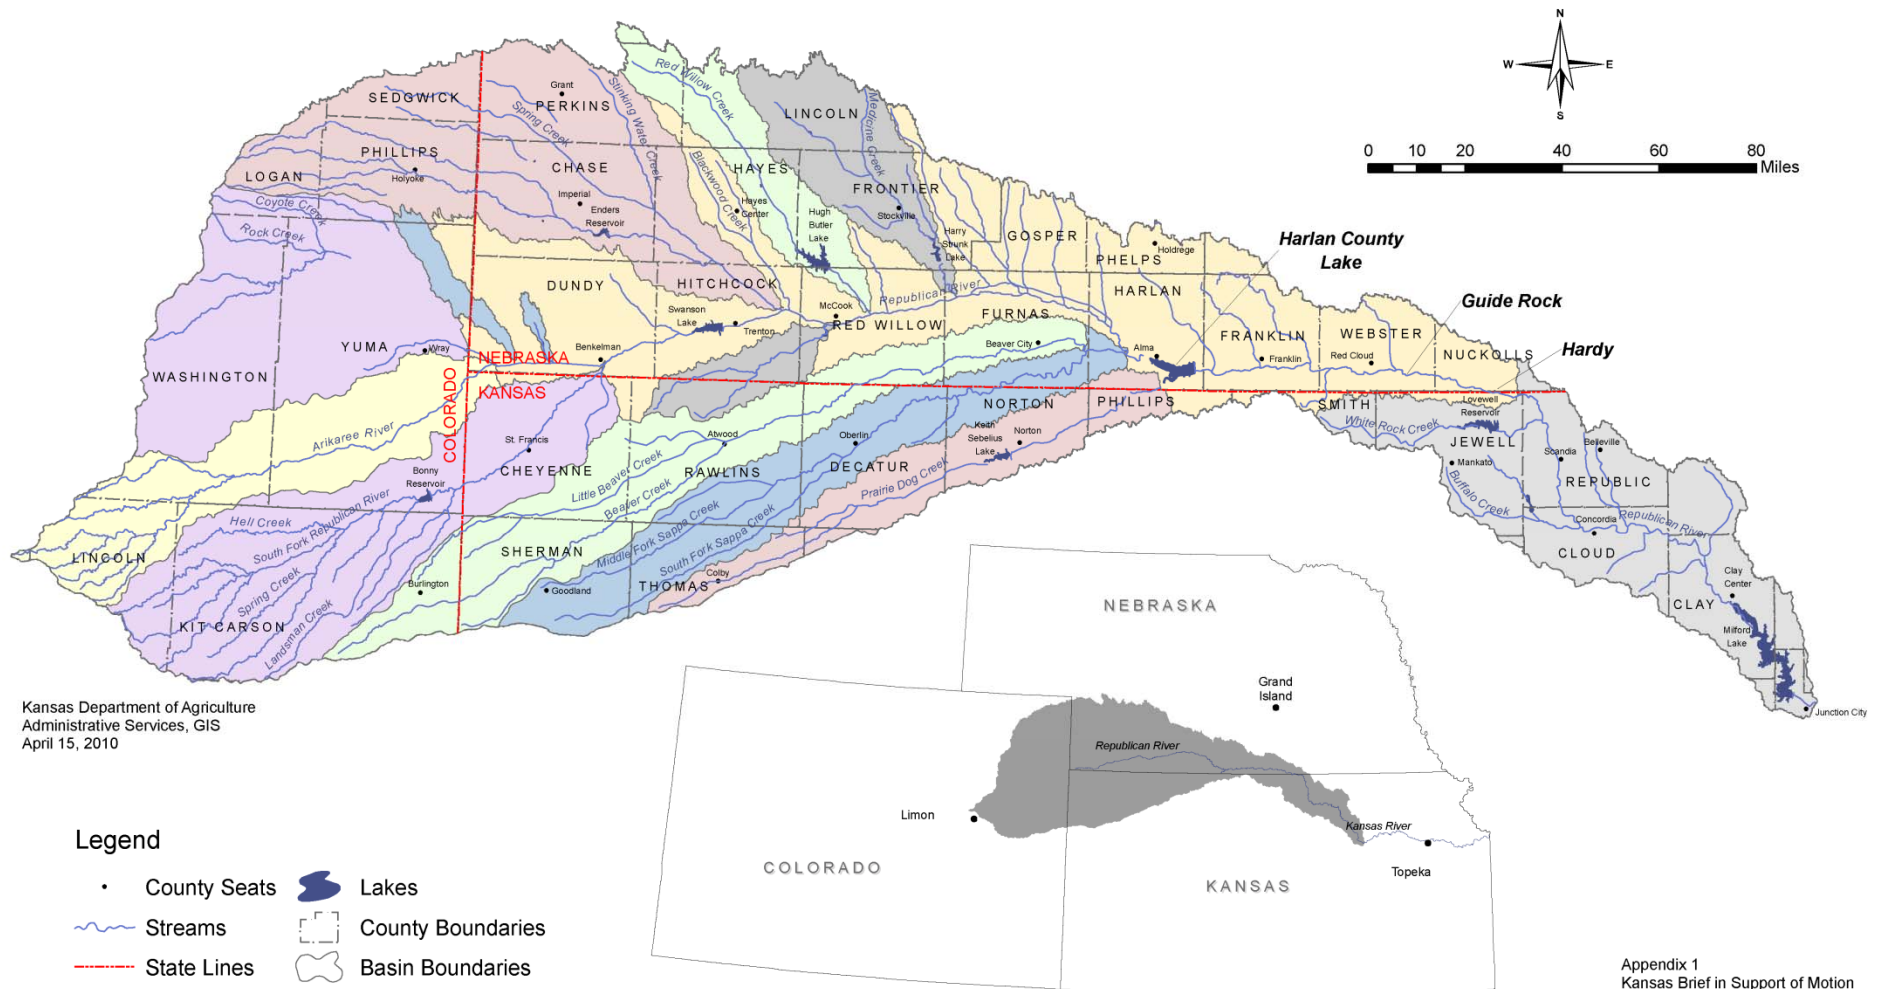 N
W E
S
0 10 20 40 60 80
Miles
SEDGWICK
Grant
PERKINS
Spring Creek
Stinking Water Creek
Red Willow Creek
LINCOLN
Medicine Creek
PHILLIPS
Holyoke
LOGAN
CHASE
Imperial
Enders
Reservoir
Blackwood Creek
HAYES
Hayes
Center
Hugh
Butler
Lake
FRONTIER
Stockville
Harry
Strunk
Lake
GOSPER
PHELPS
Holdrege
Harlan County
Lake
Coyote Creek
Rock Creek
DUNDY
HITCHCOCK
Swanson
Lake
Trenton
McCook
RED WILLOW
Republican River
FURNAS
HARLAN
FRANKLIN
Franklin
Guide Rock
WEBSTER
Red Cloud
NUCKOLLS
Hardy
YUMA
Wray
WASHINGTON
NEBRASKA
KANSAS
COLORADO
Benkelman
Beaver City
Alma
Arikaree River
St. Francis
CHEYENNE
Bonny
Reservoir
Atwood
RAWLINS
Little Beaver Creek
Beaver Creek
Oberlin
DECATUR
NORTON
Keith
Sebelius
Lake
Norton
PHILLIPS
Prairie Dog Creek
SMITH
Lovewell
Reservoir
White Rock Creek
JEWELL
Mankato
Scandia
Belleville
REPUBLIC
Buffalo Creek
Concordia
Republican River
CLOUD
Clay
Center
CLAY
Milford
Lake
Junction City
LINCOLN
Hell Creek
South Fork Republican River
Spring Creek
Landsman Creek
KIT CARSON
Burlington
SHERMAN
Goodland
Middle Fork Sappa Creek
South Fork Sappa Creek
THOMAS
Colby
Kansas Department of Agriculture
Administrative Services, GIS
April 15, 2010
NEBRASKA
Grand
Island
Republican River
Limon
COLORADO
Kansas River
Topeka
KANSAS
Legend
County Seats
Lakes
Streams
County Boundaries
State Lines
Basin Boundaries
Appendix 1
Kansas Brief in Support of Motion